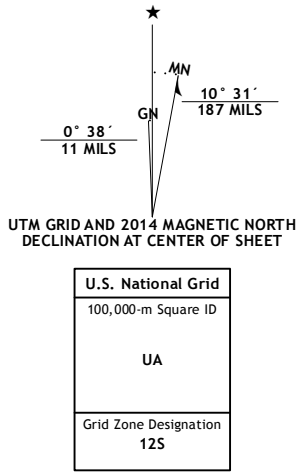 MN
GN
10° 31´
187 MILS
0° 38´
11 MILS
UTM GRID AND 2014 MAGNETIC NORTH
DECLINATION AT CENTER OF SHEET
U.S. National Grid
100,000-m Square ID
UA
Grid Zone Designation
12S